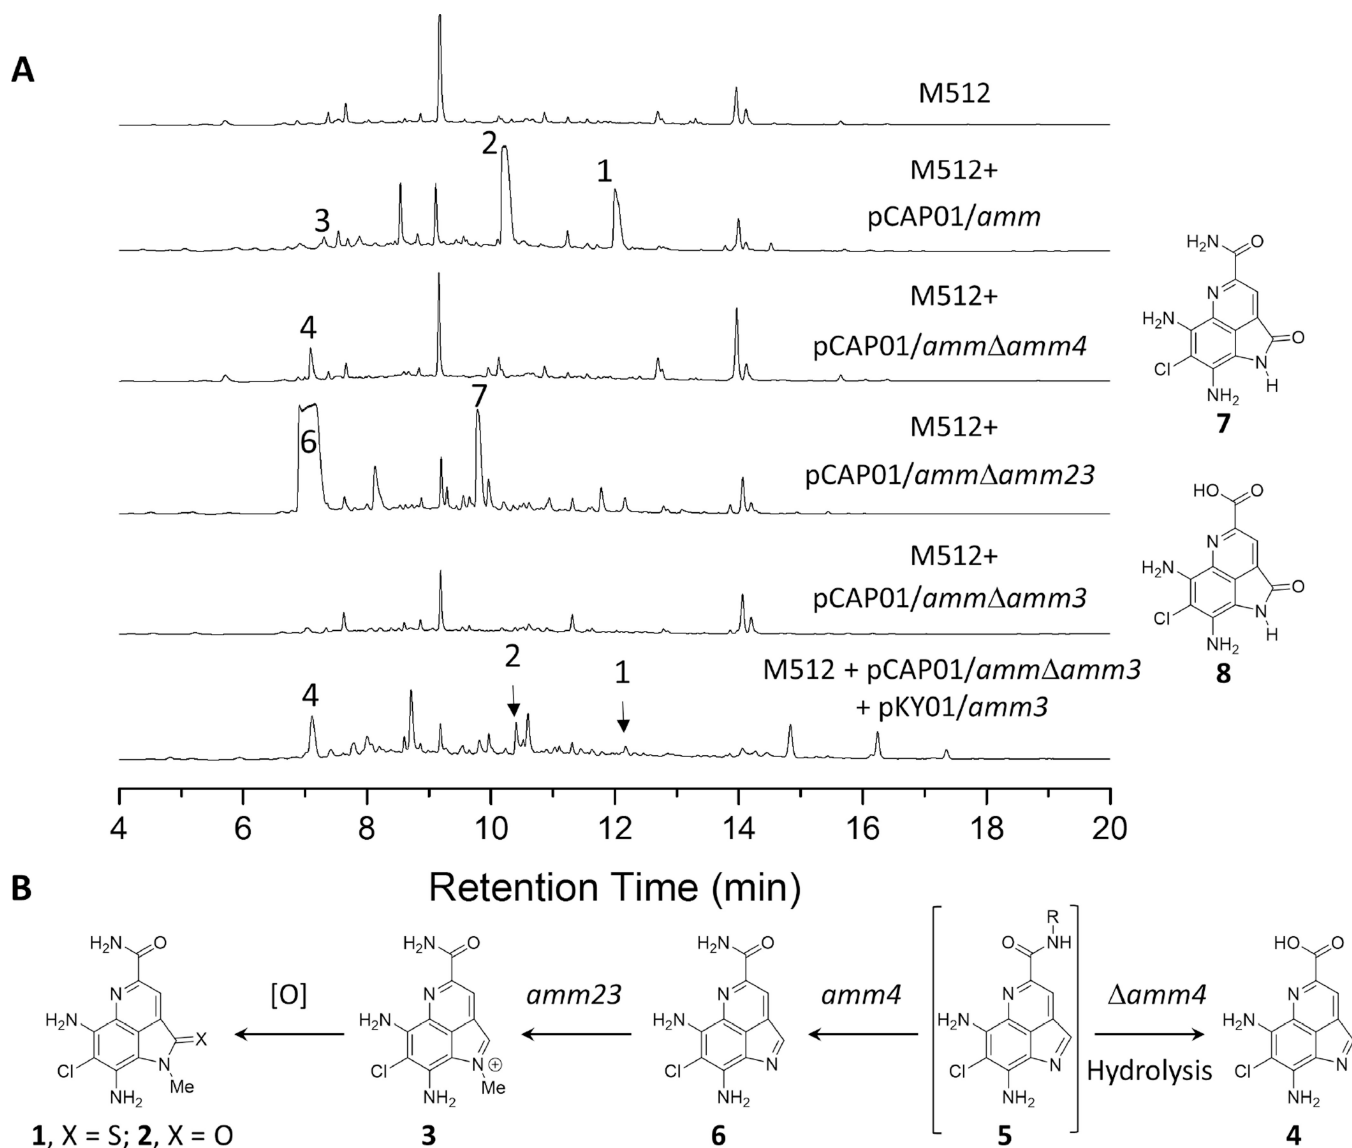 A
M512
2
1
M512+
3
pCAP01/amm
H₂N O
M512+
N
4
pCAP01/ammΔamm4
H₂N
O
Cl
N
H
NH₂
7
7
M512+
6
pCAP01/ammΔamm23
HO O
N
M512+
H₂N
O
pCAP01/ammΔamm3
Cl
N
H
NH₂
8
2
1
M512 + pCAP01/ammΔamm3
4
+ pKY01/amm3
4 6 8 10 12 14 16 18 20
Retention Time (min)
B
H₂N O
N
H₂N
X
Cl
N
Me
NH₂
1, X = S; 2, X = O
[O]
H₂N O
N
H₂N
Cl
N ⊕
Me
NH₂
3
amm23
H₂N O
N
H₂N
Cl
N
NH₂
6
amm4
R
O NH
N
H₂N
Cl
N
NH₂
5
Δamm4
Hydrolysis
HO O
N
H₂N
Cl
N
NH₂
4